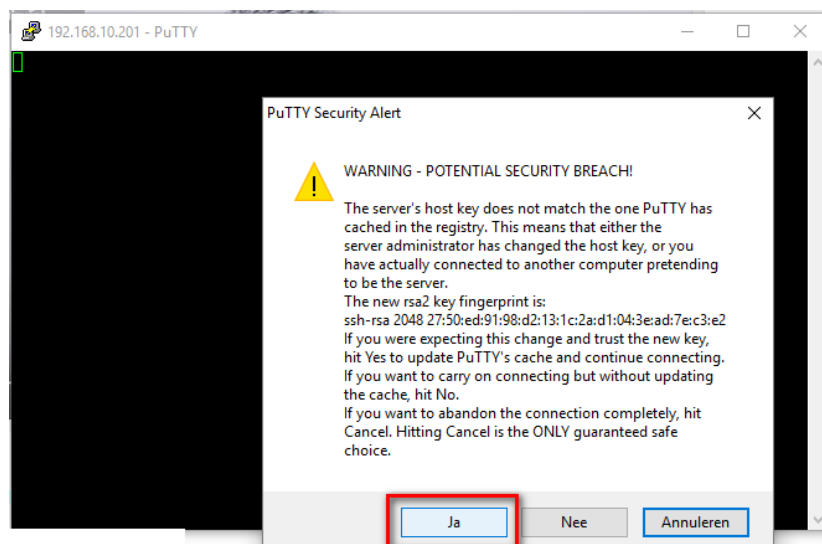 192.168.10.201 - PuTTY
PuTTY Security Alert
WARNING - POTENTIAL SECURITY BREACH!
The server's host key does not match the one PuTTY has
cached in the registry. This means that either the
server administrator has changed the host key, or you
have actually connected to another computer pretending
to be the server.
The new rsa2 key fingerprint is:
ssh-rsa 2048 27:50:ed:91:98:d2:13:1c:2a:d1:04:3e:ad:7e:c3:e2
If you were expecting this change and trust the new key,
hit Yes to update PuTTY's cache and continue connecting.
If you want to carry on connecting but without updating
the cache, hit No.
If you want to abandon the connection completely, hit
Cancel. Hitting Cancel is the ONLY guaranteed safe
choice.
Ja
Nee
Annuleren